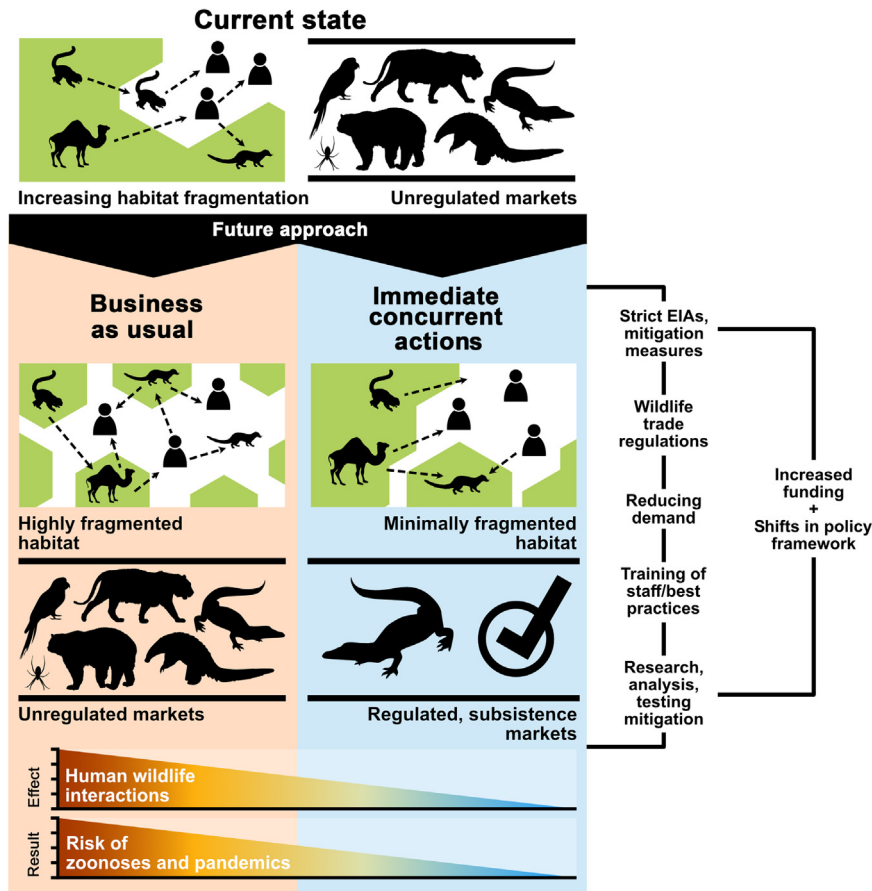 Current state
Increasing habitat fragmentation
Unregulated markets
Future approach
Business
as usual
Immediate
concurrent
actions
Highly fragmented
habitat
Minimally fragmented
habitat
Unregulated markets
Regulated, subsistence
markets
Effect
Human wildlife
interactions
Result
Risk of
zoonoses and pandemics
Strict EIAs,
mitigation
measures
Wildlife
trade
regulations
Reducing
demand
Training of
staff/best
practices
Research,
analysis,
testing
mitigation
Increased
funding
+
Shifts in policy
framework